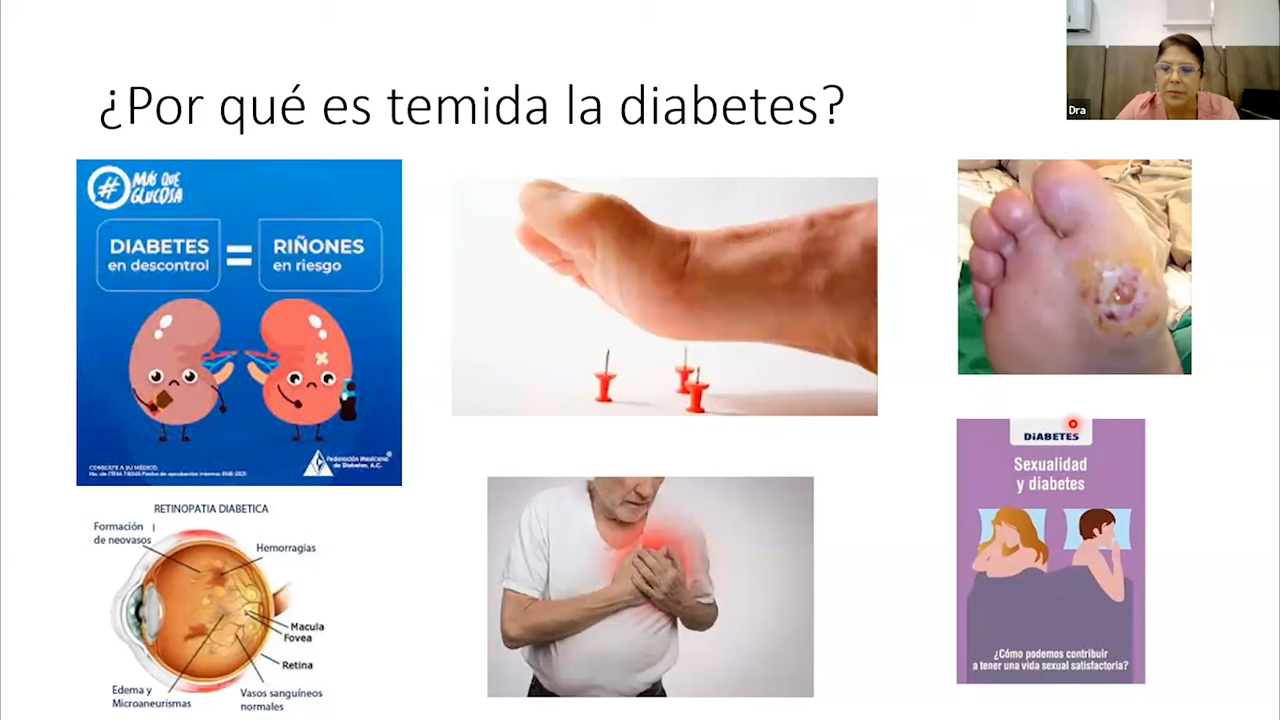 ¿Por qué es temida la diabetes?
Dra
# MÁS QUE
GLUCOSA
DIABETES
en descontrol
=
RIÑONES
en riesgo
CONSULTE A SU MÉDICO.
Federación Mexicana
de Diabetes, A.C.
RETINOPATIA DIABETICA
Formación
de neovasos
Hemorragias
Macula
Fovea
Retina
Edema y
Microaneurismas
Vasos sanguíneos
normales
DiABETES
Sexualidad
y diabetes
¿Cómo podemos contribuir
a tener una vida sexual satisfactoria?